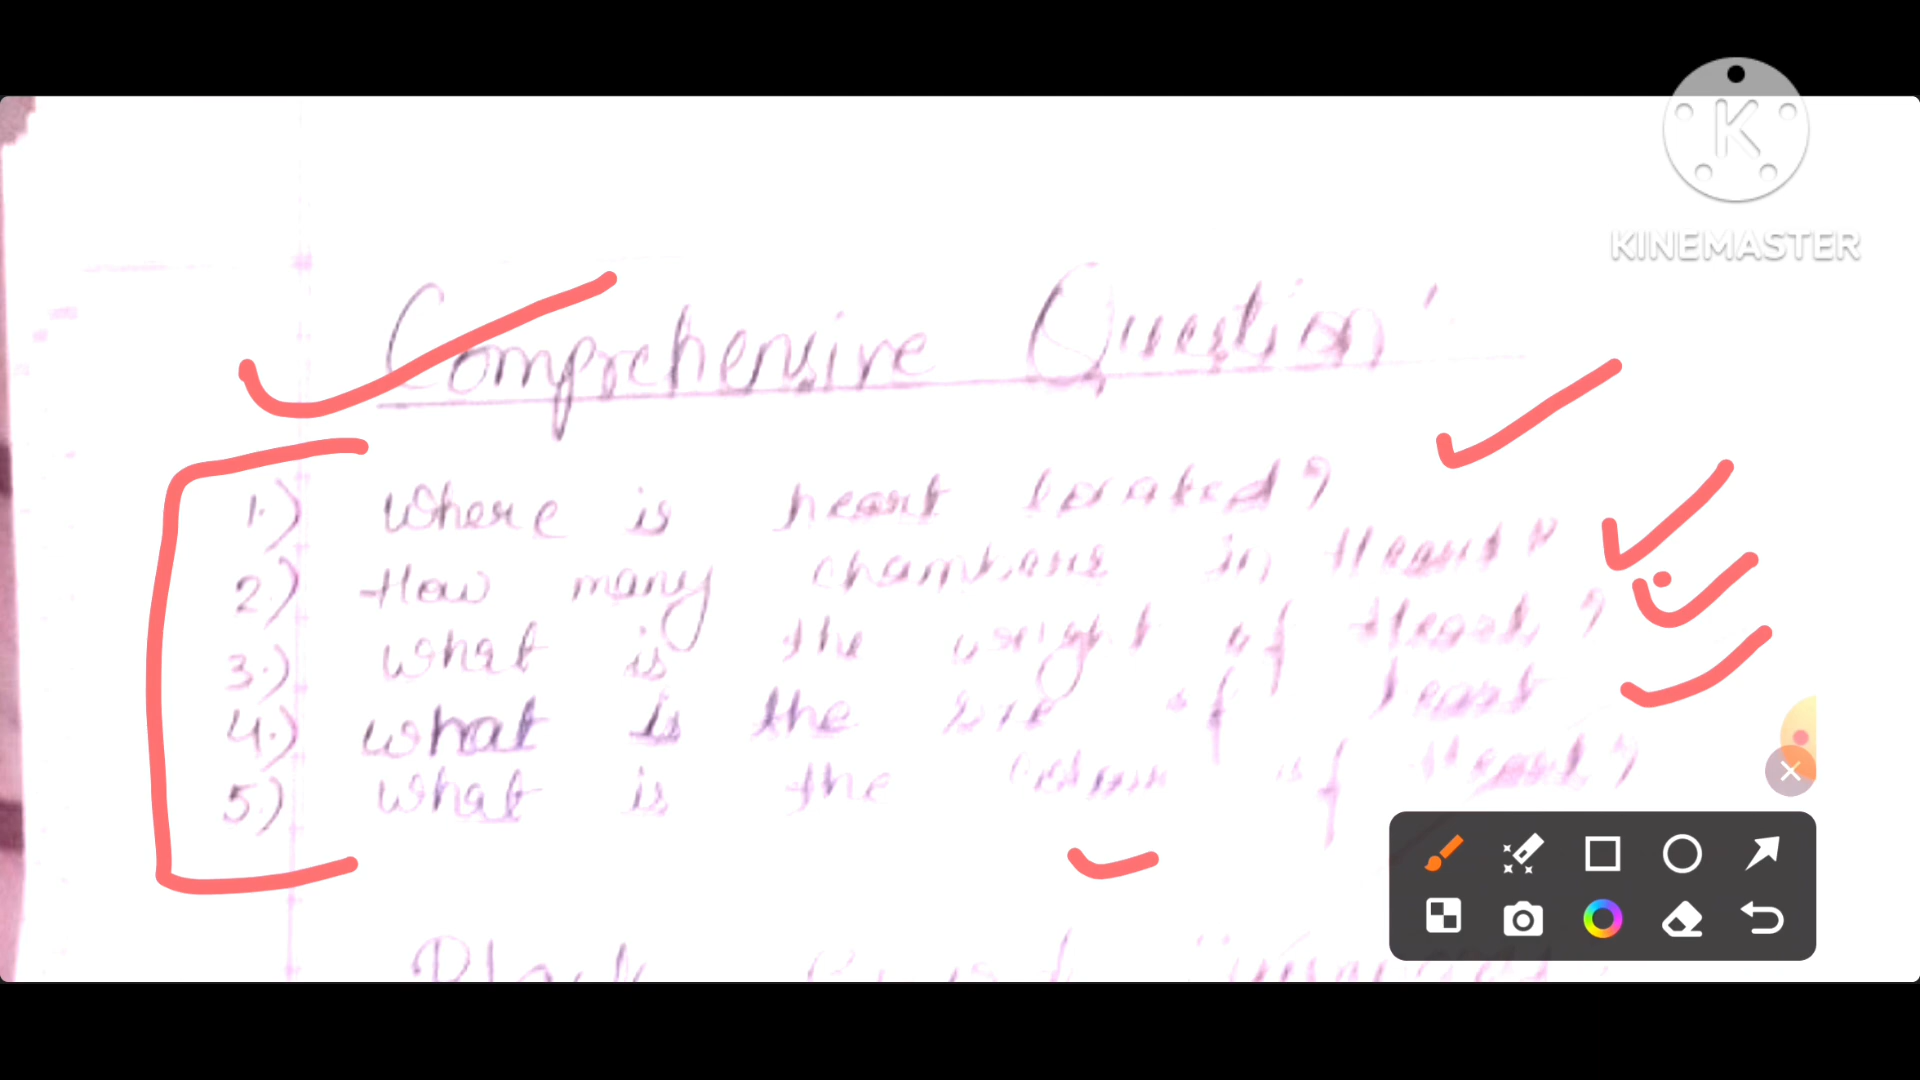 KINEMASTER
Comprehensive Question
1.) Where is heart located?
2.) How many chambers in Heart?
3.) What is the weight of Heart?
4.) What is the size of heart
5.) What is the colour of Heart?